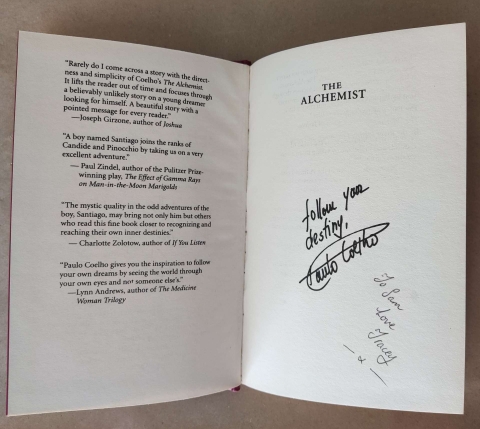 "Rarely do I come across a story with the direct-
ness and simplicity of Coelho's The Alchemist.
It lifts the reader out of time and focuses through
a believably unlikely story on a young dreamer
looking for himself. A beautiful story with a
pointed message for every reader."
—Joseph Girzone, author of Joshua
"A boy named Santiago joins the ranks of
Candide and Pinocchio by taking us on a very
excellent adventure."
— Paul Zindel, author of the Pulitzer Prize-
winning play, The Effect of Gamma Rays
on Man-in-the-Moon Marigolds
"The mystic quality in the odd adventures of the
boy, Santiago, may bring not only him but others
who read this fine book closer to recognizing and
reaching their own inner destinies."
— Charlotte Zolotow, author of If You Listen
"Paulo Coelho gives you the inspiration to follow
your own dreams by seeing the world through
your own eyes and not someone else's."
—Lynn Andrews, author of The Medicine
Woman Trilogy
THE
ALCHEMIST
follow your
destiny,
Paulo Coelho
To Sam
Love
Tracey